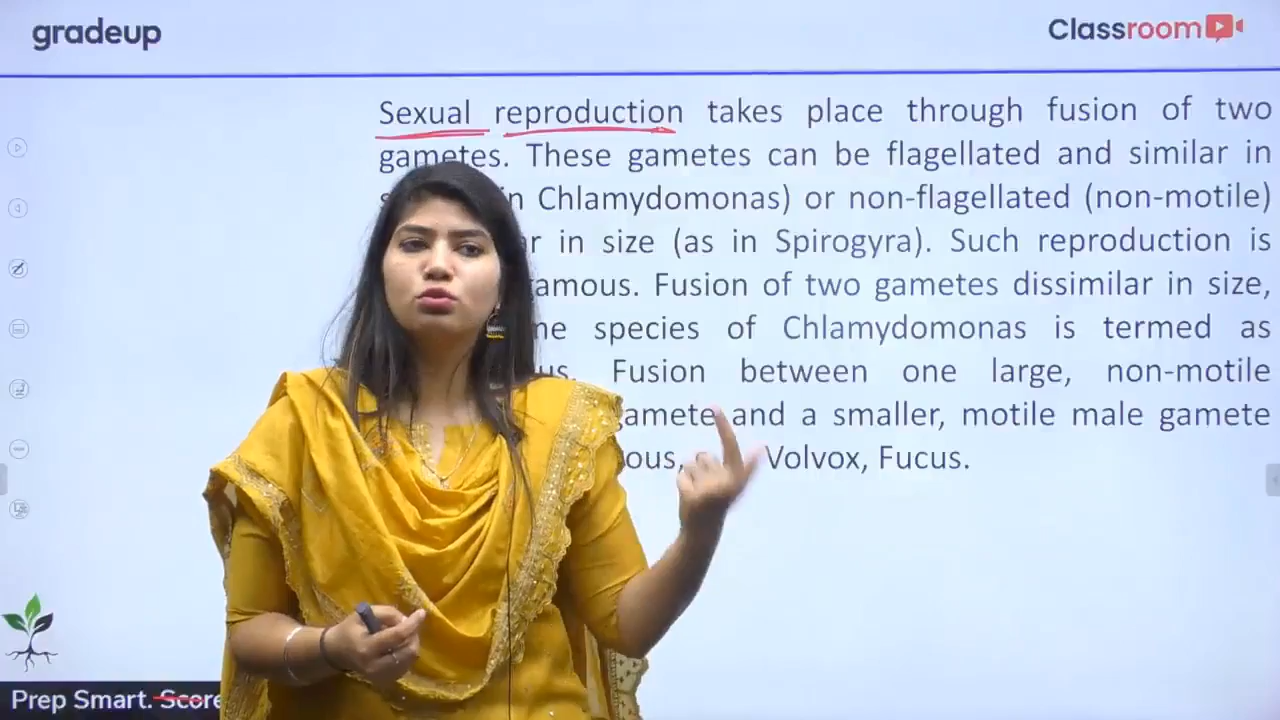 gradeup
Classroom
Sexual reproduction takes place through fusion of two
gametes. These gametes can be flagellated and similar in
Chlamydomonas) or non-flagellated (non-motile)
in size (as in Spirogyra). Such reproduction is
Fusion of two gametes dissimilar in size,
species of Chlamydomonas is termed as
Fusion between one large, non-motile
gamete and a smaller, motile male gamete
Volvox, Fucus.
Prep Smart. Score